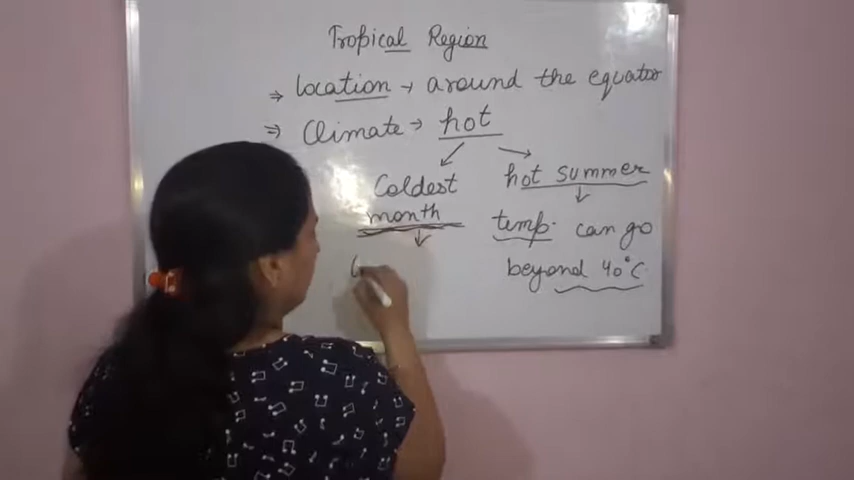 Tropical Region
⇒ location → around the equator
⇒ Climate → hot
Coldest
month
hot summer
temp. can go
beyond 40°C